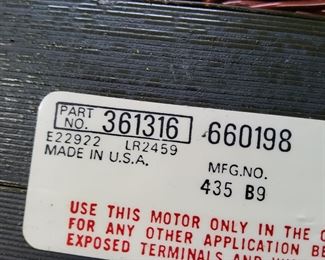 PART NO. 361316 -660198
E22922 LR2459
MADE IN U.S.A. MFG.NO.
435 B9
USE THIS MOTOR ONLY IN THE
FOR ANY OTHER APPLICATION BE
EXPOSED TERMINALS AND